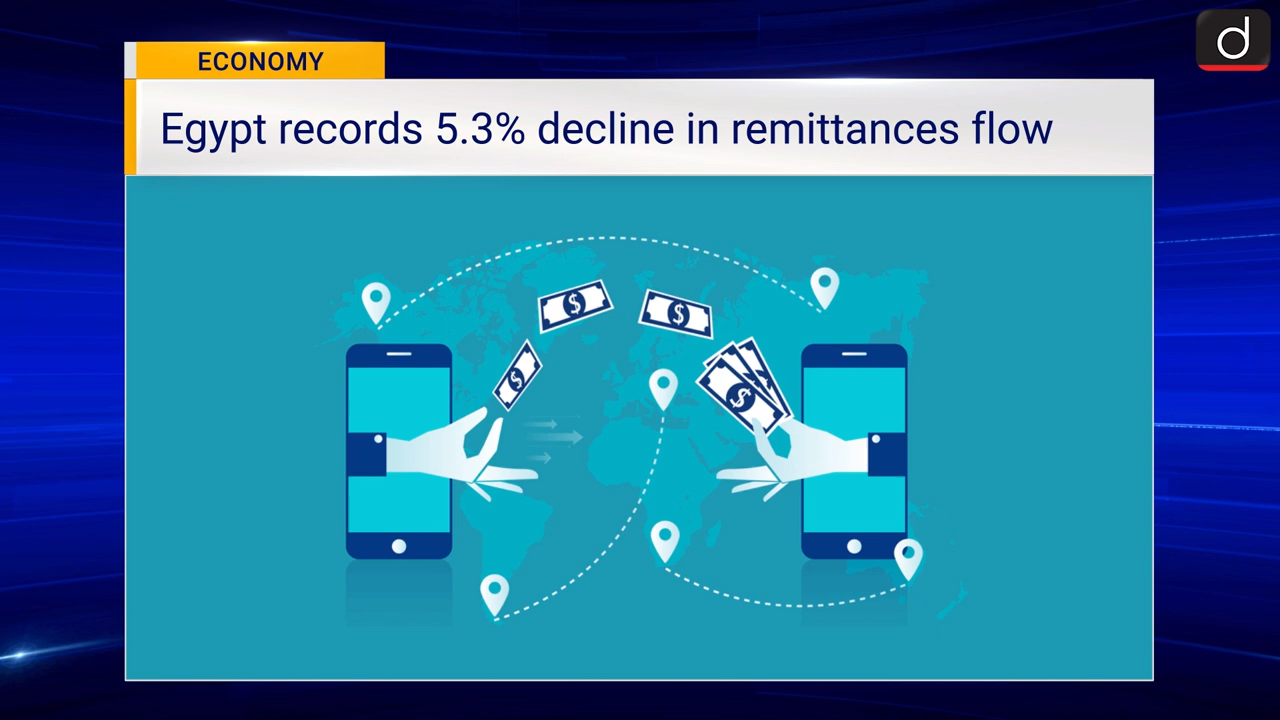 ECONOMY
d
Egypt records 5.3% decline in remittances flow
$
$
$
$